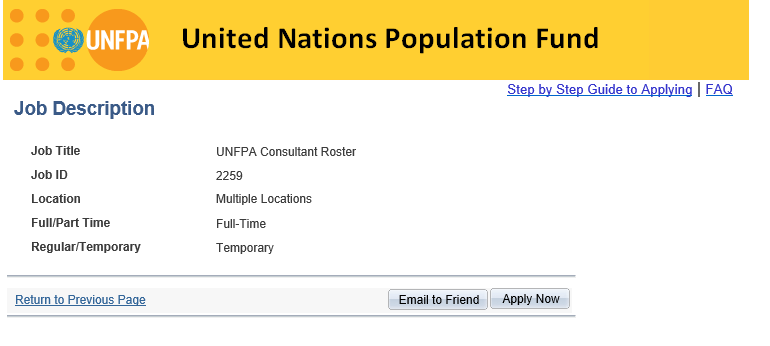 UNFPA United Nations Population Fund
Step by Step Guide to Applying | FAQ
Job Description
Job Title UNFPA Consultant Roster
Job ID 2259
Location Multiple Locations
Full/Part Time Full-Time
Regular/Temporary Temporary
Return to Previous Page Email to Friend Apply Now